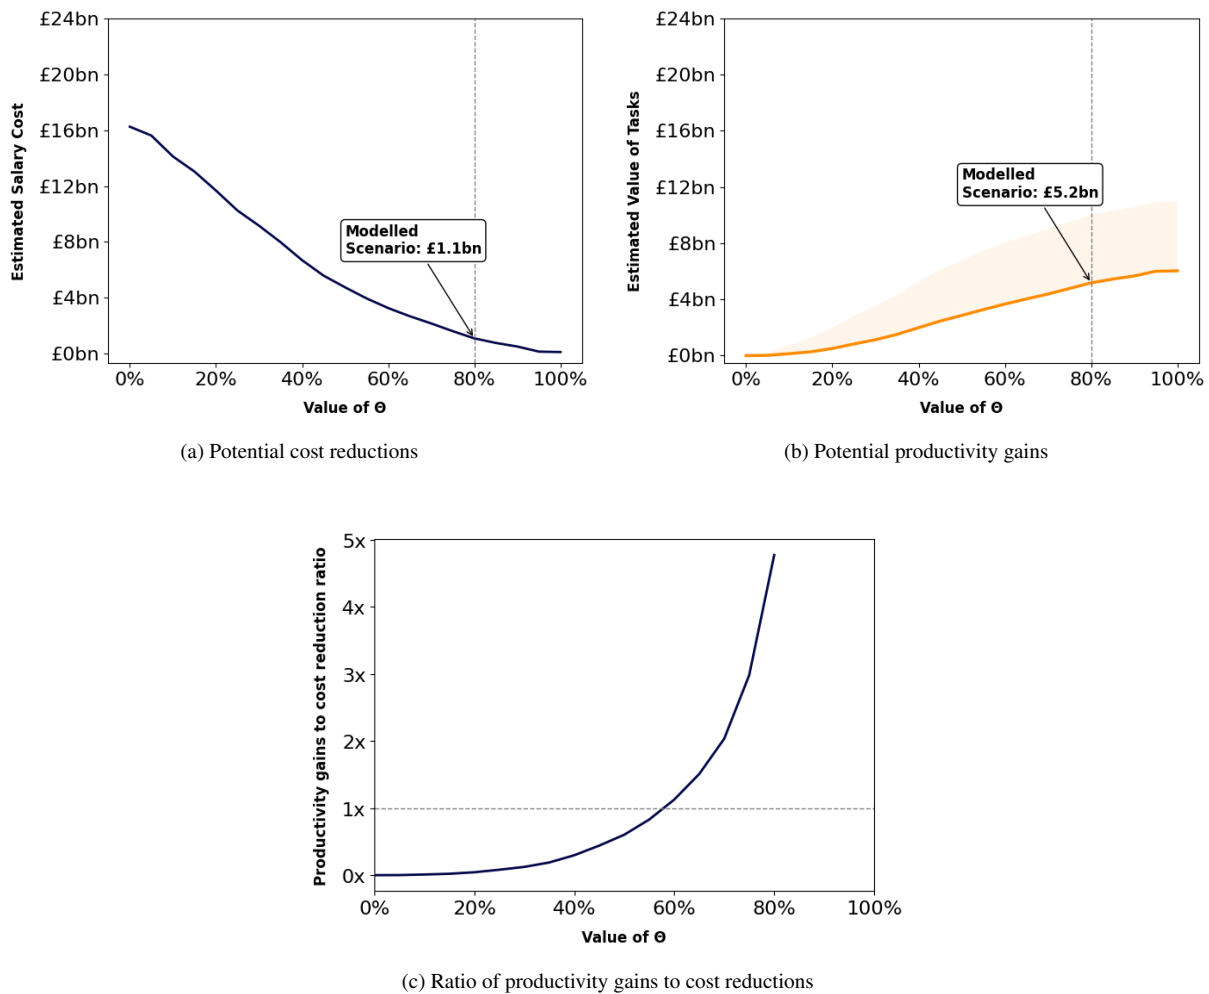 £24bn
£20bn
£16bn
£12bn
£8bn
£4bn
£0bn
Estimated Salary Cost
Modelled
Scenario: £1.1bn
0%
20%
40%
60%
80%
100%
Value of Θ
(a) Potential cost reductions
£24bn
£20bn
£16bn
£12bn
£8bn
£4bn
£0bn
Estimated Value of Tasks
Modelled
Scenario: £5.2bn
0%
20%
40%
60%
80%
100%
Value of Θ
(b) Potential productivity gains
5x
4x
3x
2x
1x
0x
Productivity gains to cost reduction ratio
0%
20%
40%
60%
80%
100%
Value of Θ
(c) Ratio of productivity gains to cost reductions